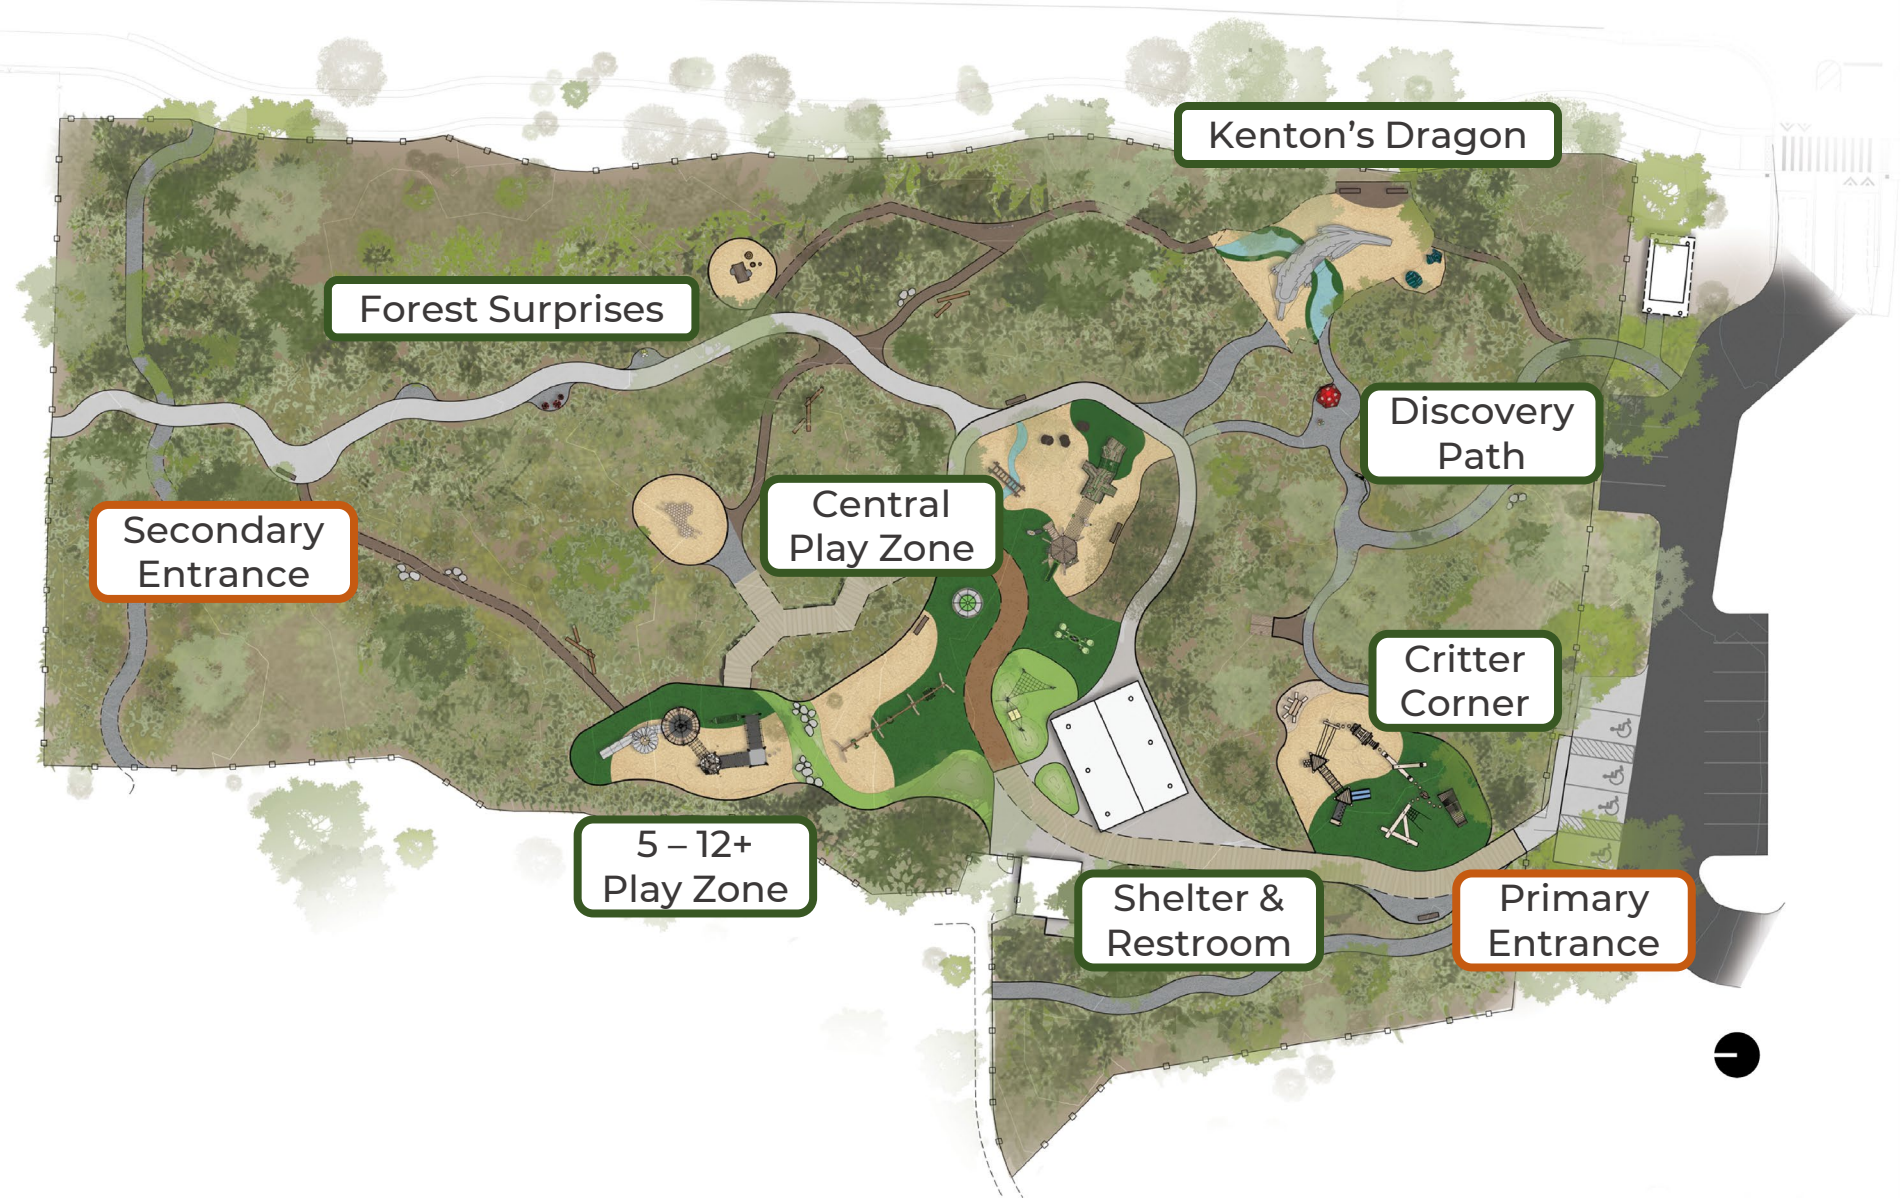 Kenton’s Dragon
Forest Surprises
Discovery
Path
Central
Play Zone
Secondary
Entrance
Critter
Corner
5 – 12+
Play Zone
Shelter &
Restroom
Primary
Entrance